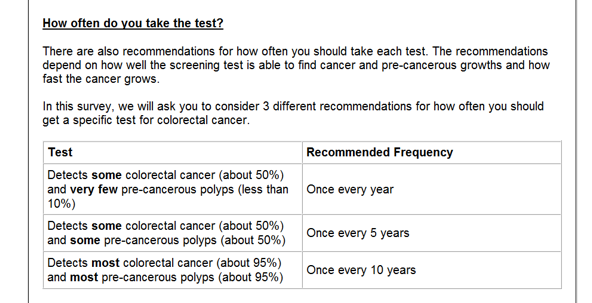 How often do you take the test?
There are also recommendations for how often you should take each test. The recommendations
depend on how well the screening test is able to find cancer and pre-cancerous growths and how
fast the cancer grows.
In this survey, we will ask you to consider 3 different recommendations for how often you should
get a specific test for colorectal cancer.
Test
Recommended Frequency
Detects some colorectal cancer (about 50%)
and very few pre-cancerous polyps (less than
10%)
Once every year
Detects some colorectal cancer (about 50%)
and some pre-cancerous polyps (about 50%)
Once every 5 years
Detects most colorectal cancer (about 95%)
and most pre-cancerous polyps (about 95%)
Once every 10 years